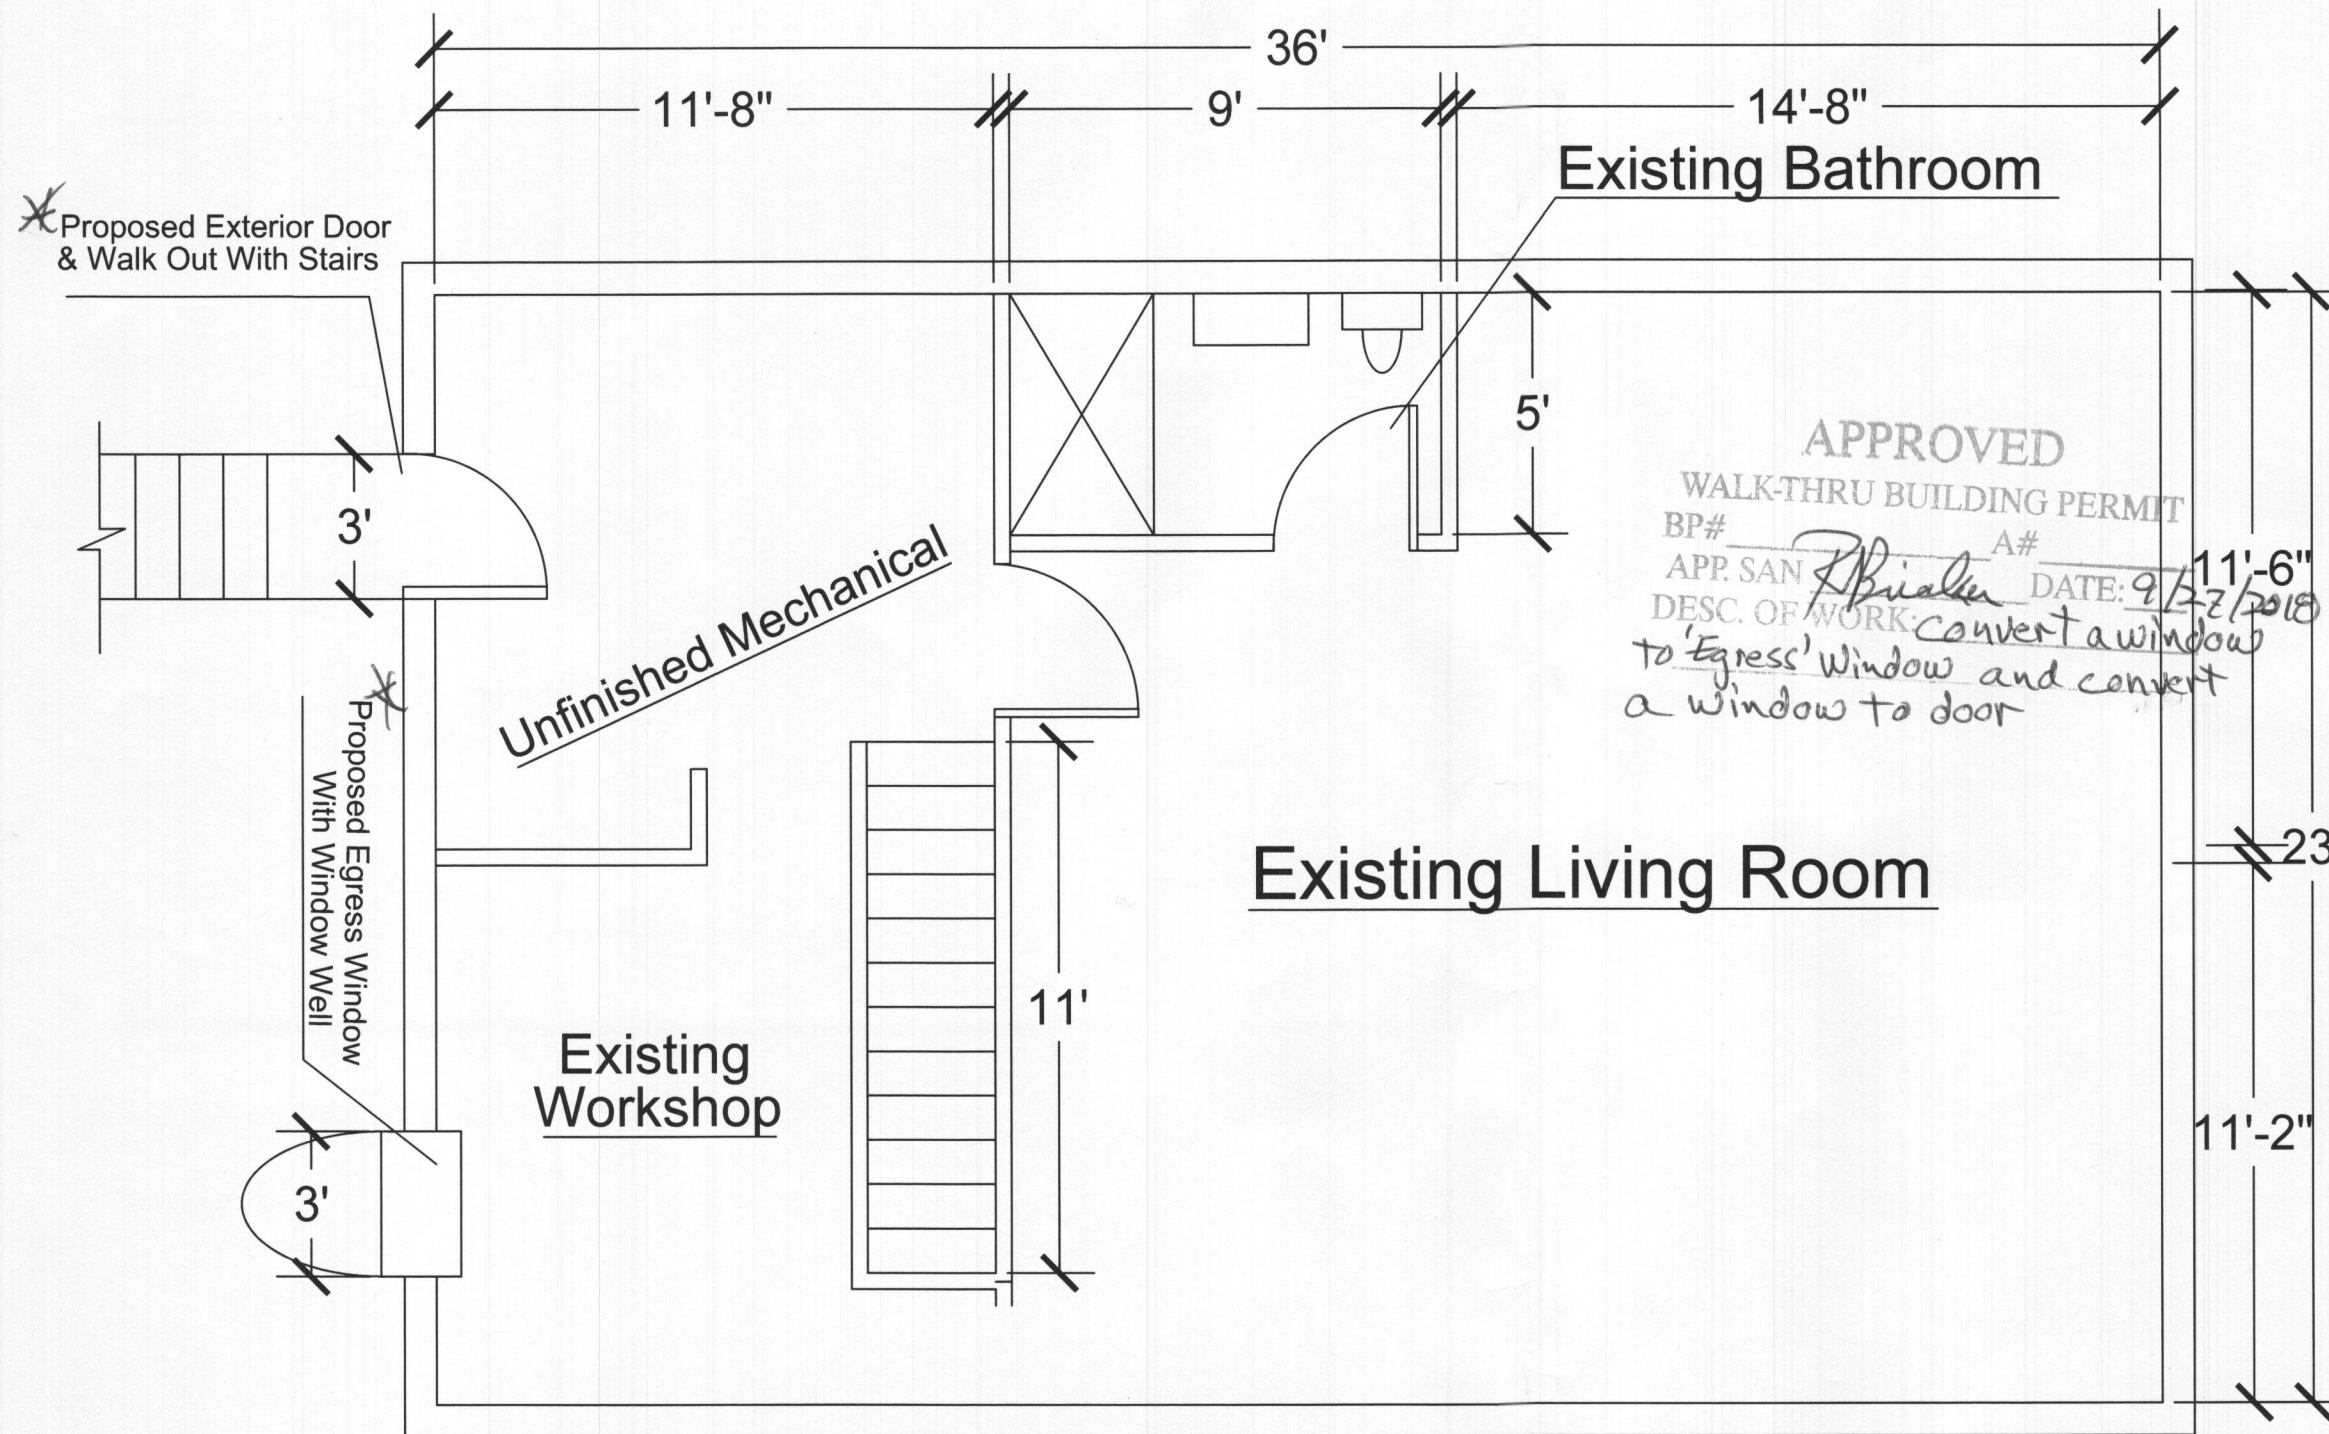 36'
11'-8"
9'
14'-8"
Existing Bathroom
Proposed Exterior Door
& Walk Out With Stairs
3'
5'
Unfinished Mechanical
APPROVED
WALK-THRU BUILDING PERMIT
BP# A#
APP. SAN DATE: 9/27/2018
DESC. OF WORK: Convert a window
to 'Egress' Window and convert
a window to door
11'-6"
23
Proposed Egress Window
With Window Well
Existing Living Room
11'
Existing
Workshop
11'-2"
3'